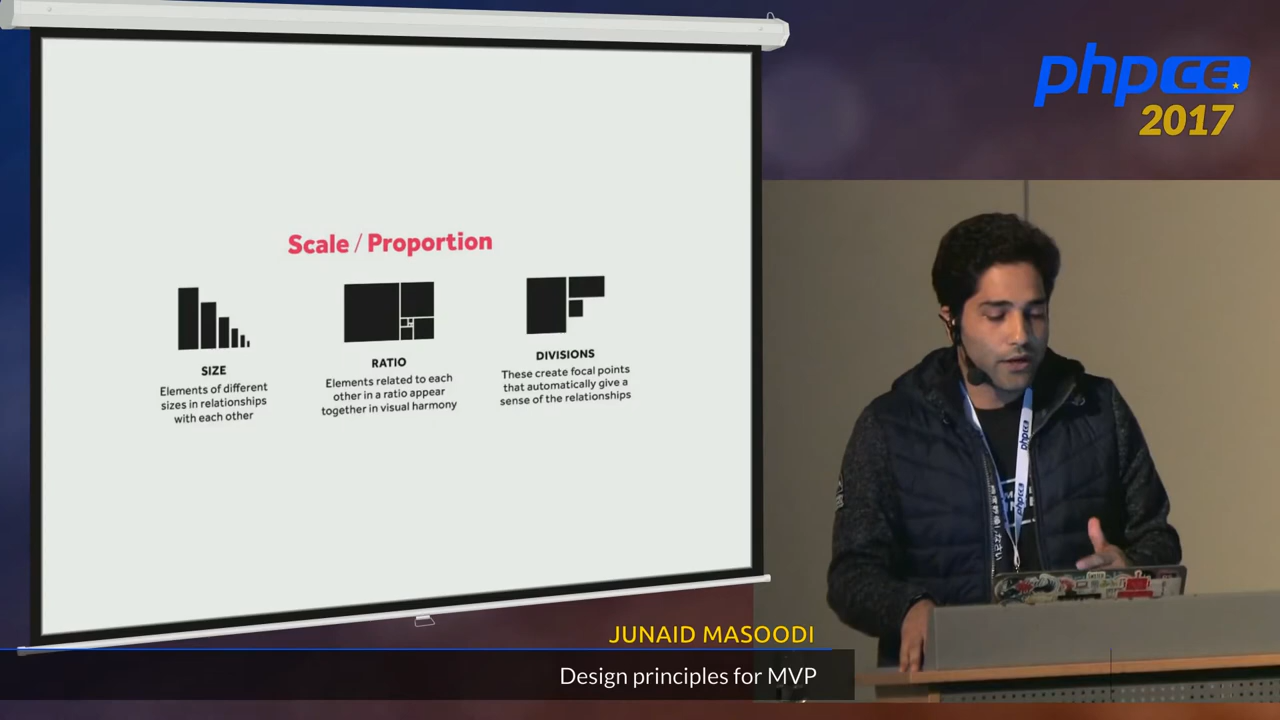 phpCE
2017
Scale / Proportion
SIZE
Elements of different
sizes in relationships
with each other
RATIO
Elements related to each
other in a ratio appear
together in visual harmony
DIVISIONS
These create focal points
that automatically give a
sense of the relationships
phpCE
phpCE
JUNAID MASOODI
Design principles for MVP